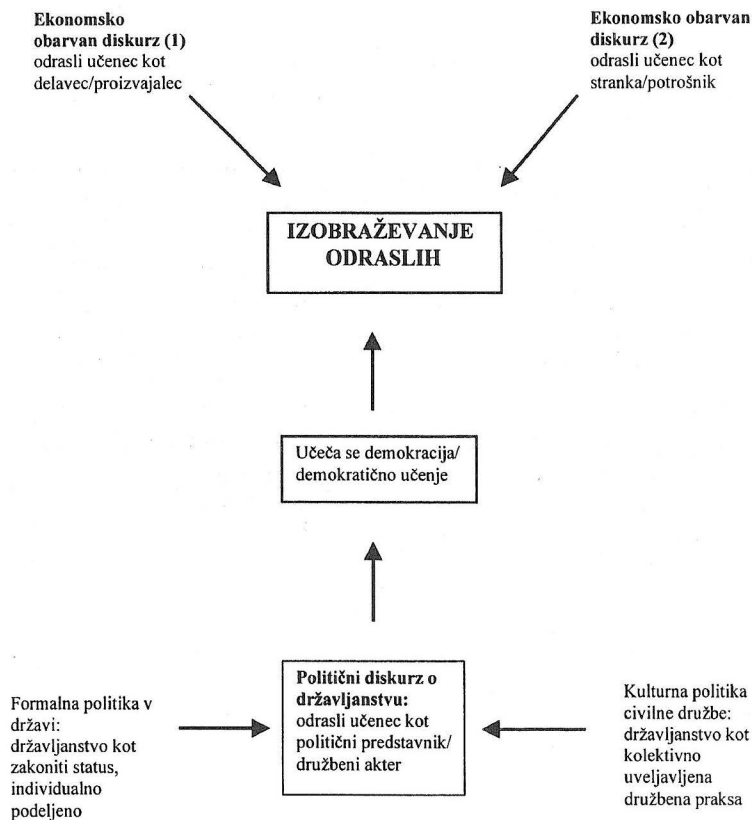 Ekonomsko
obarvan diskurz (1)
odrasli učenec kot
delavec/proizvajalec
Ekonomsko obarvan
diskurz (2)
odrasli učenec kot
stranka/potrošnik
IZOBRAŽEVANJE
ODRASLIH
Učeča se demokracija/
demokratično učenje
Formalna politika v
državi:
državljanstvo kot
zakoniti status,
individualno
podeljeno
Politični diskurz o
državljanstvu:
odrasli učenec kot
politični predstavnik/
družbeni akter
Kulturna politika
civilne družbe:
državljanstvo kot
kolektivno
uveljavljena
družbena praksa